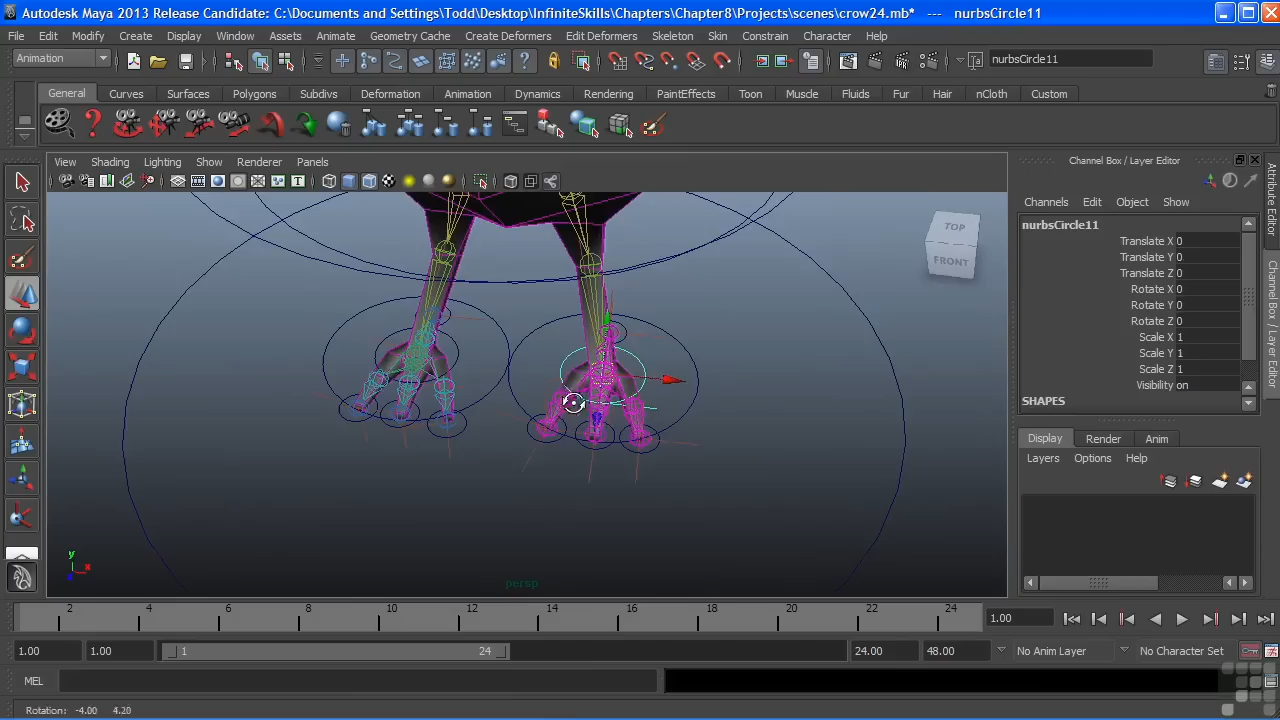 Autodesk Maya 2013 Release Candidate: C:\Documents and Settings\Todd\Desktop\InfiniteSkills\Chapters\Chapter8\Projects\scenes\crow24.mb* --- nurbsCircle11
File Edit Modify Create Display Window Assets Animate Geometry Cache Create Deformers Edit Deformers Skeleton Skin Constrain Character Help
Animation nurbsCircle11
General Curves Surfaces Polygons Subdivs Deformation Animation Dynamics Rendering PaintEffects Toon Muscle Fluids Fur Hair nCloth Custom
View Shading Lighting Show Renderer Panels
Channel Box / Layer Editor
Channels Edit Object Show
nurbsCircle11
Translate X 0
Translate Y 0
Translate Z 0
Rotate X 0
Rotate Y 0
Rotate Z 0
Scale X 1
Scale Y 1
Scale Z 1
Visibility on
SHAPES
Display Render Anim
Layers Options Help
Attribute Editor
Channel Box / Layer Editor
TOP
FRONT
y
x
z
persp
2 4 6 8 10 12 14 16 18 20 22 24
1.00
1.00 1.00 1 24 24.00 48.00 No Anim Layer No Character Set
MEL
Rotation: -4.00 4.20